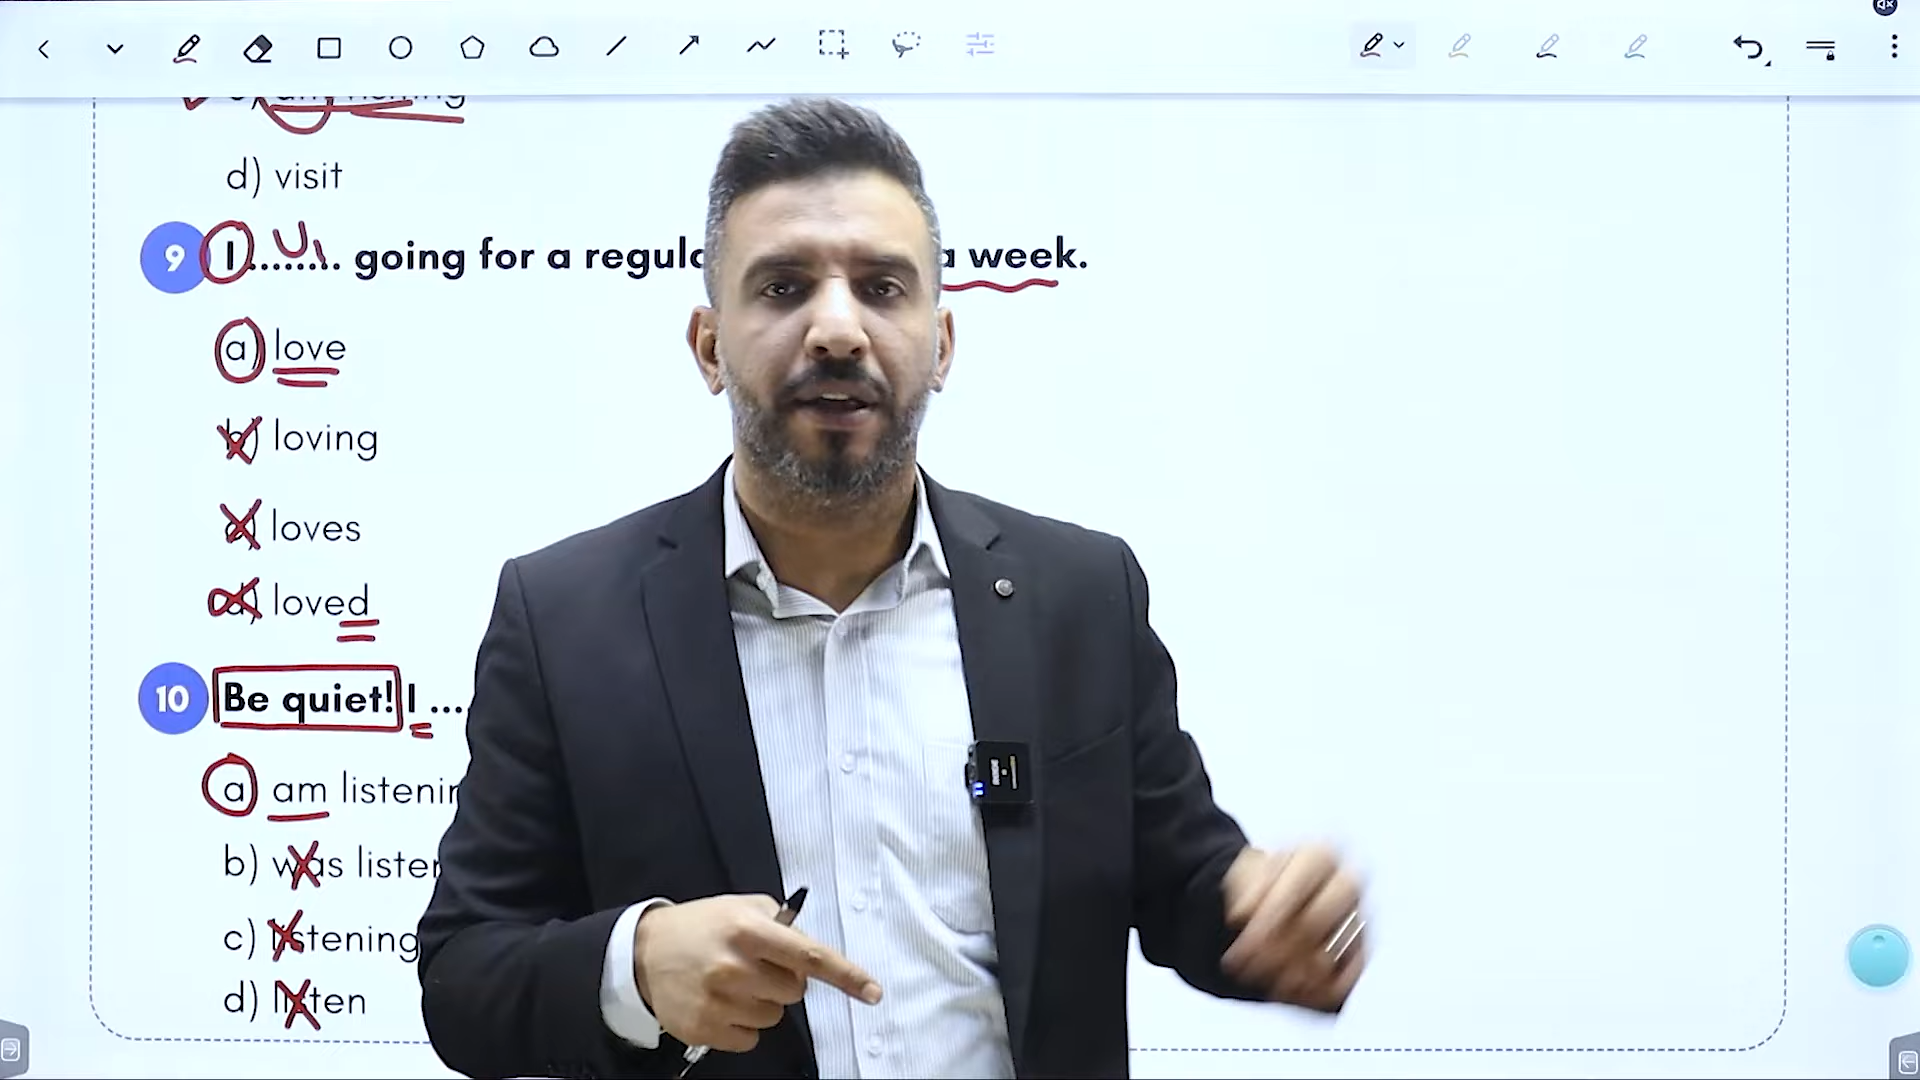 d) visit
9 I ........ going for a regul a week.
a) love
b) loving
c) loves
d) loved
10 Be quiet! I ....
a) am listenin
b) was listen
c) listening
d) listen